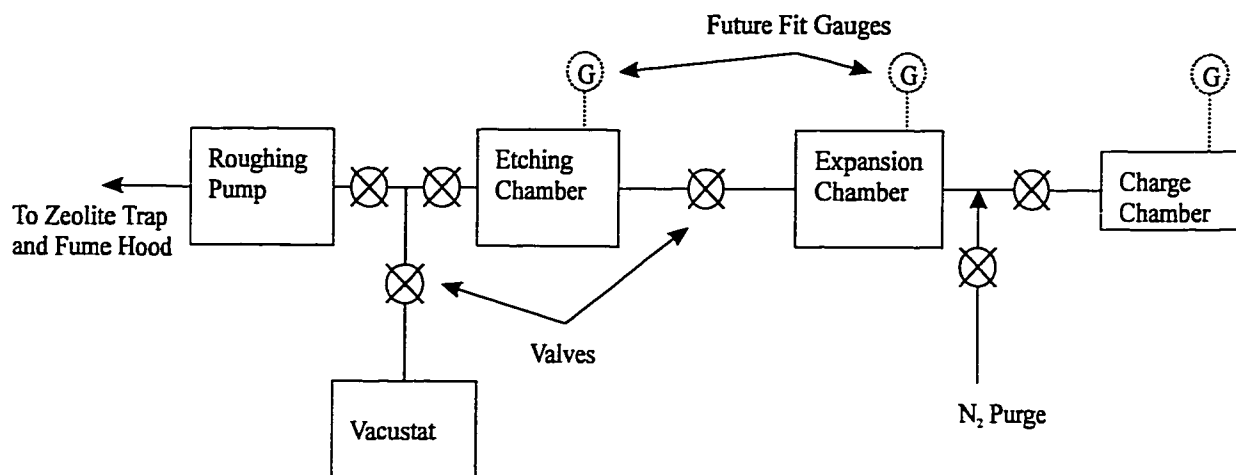 Future Fit Gauges
G
G
G
Roughing
Pump
Etching
Chamber
Expansion
Chamber
Charge
Chamber
To Zeolite Trap
and Fume Hood
Valves
Vacustat
N₂ Purge